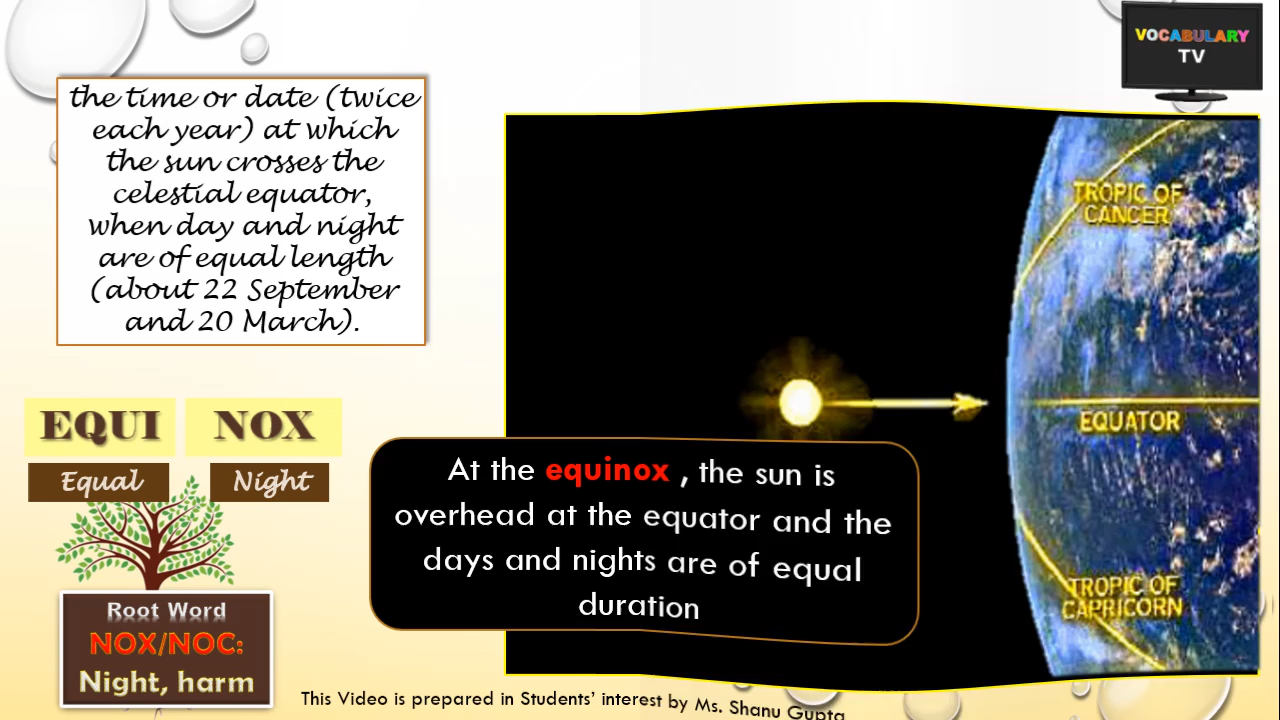 VOCABULARY
TV
the time or date (twice
each year) at which
the sun crosses the
celestial equator,
when day and night
are of equal length
(about 22 September
and 20 March).
TROPIC OF
CANCER
EQUATOR
TROPIC OF
CAPRICORN
EQUI NOX
Equal Night
At the equinox , the sun is
overhead at the equator and the
days and nights are of equal
duration
Root Word
NOX/NOC:
Night, harm
This Video is prepared in Students’ interest by Ms. Shanu Gupta